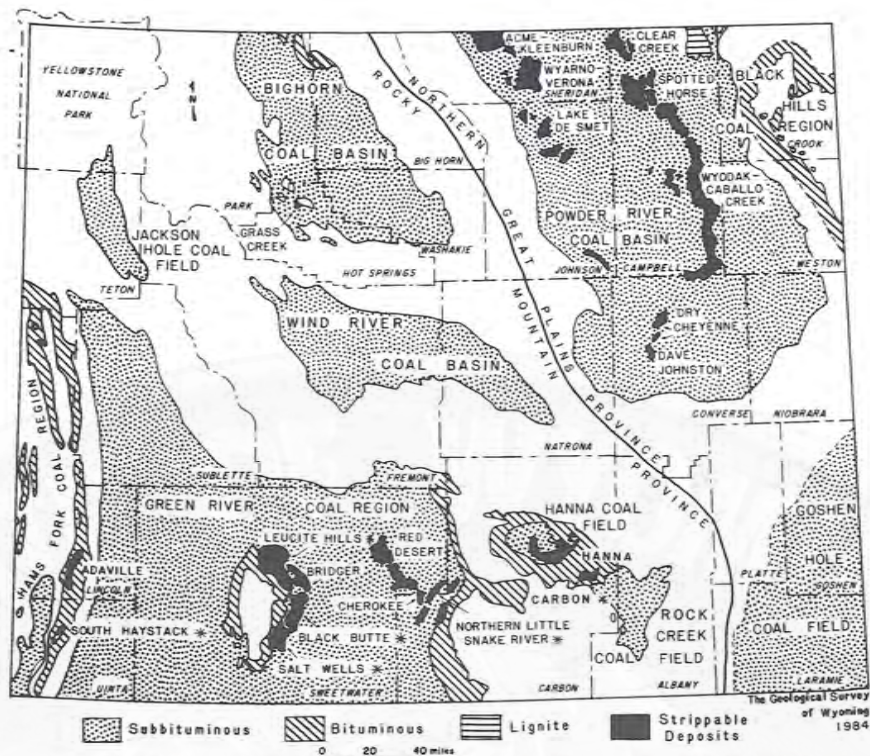 ACME-
KLEENBURN
CLEAR
CREEK
YELLOWSTONE
NATIONAL
PARK
N
BIGHORN
COAL BASIN
ROCKY MOUNTAIN PROVINCE
NORTHERN GREAT PLAINS PROVINCE
WYARNO-
VERONA
SHERIDAN
SPOTTED
HORSE
BLACK
HILLS
COAL REGION
CROOK
LAKE
DE SMET
BIG HORN
WYODAK-
CABALLO
CREEK
PARK
GRASS
CREEK
JACKSON
HOLE COAL
FIELD
POWDER RIVER
COAL BASIN
WASHAKIE
HOT SPRINGS
JOHNSON
CAMPBELL
WESTON
TETON
WIND RIVER
COAL BASIN
DRY
CHEYENNE
DAVE
JOHNSTON
CONVERSE
NIOBRARA
NATRONA
HAMS FORK COAL REGION
SUBLETTE
FREMONT
GREEN RIVER
COAL REGION
HANNA COAL
FIELD
GOSHEN
HOLE
COAL FIELD
LEUCITE HILLS *
RED
DESERT
HANNA
ADAVILLE
LINCOLN
BRIDGER
PLATTE
GOSHEN
CHEROKEE
CARBON *
ROCK
CREEK
COAL FIELD
SOUTH HAYSTACK *
BLACK BUTTE *
NORTHERN LITTLE
SNAKE RIVER *
SALT WELLS *
UINTA
SWEETWATER
CARBON
ALBANY
LARAMIE
The Geological Survey
of Wyoming
1984
Subbituminous
Bituminous
Lignite
Strippable
Deposits
0 20 40 miles